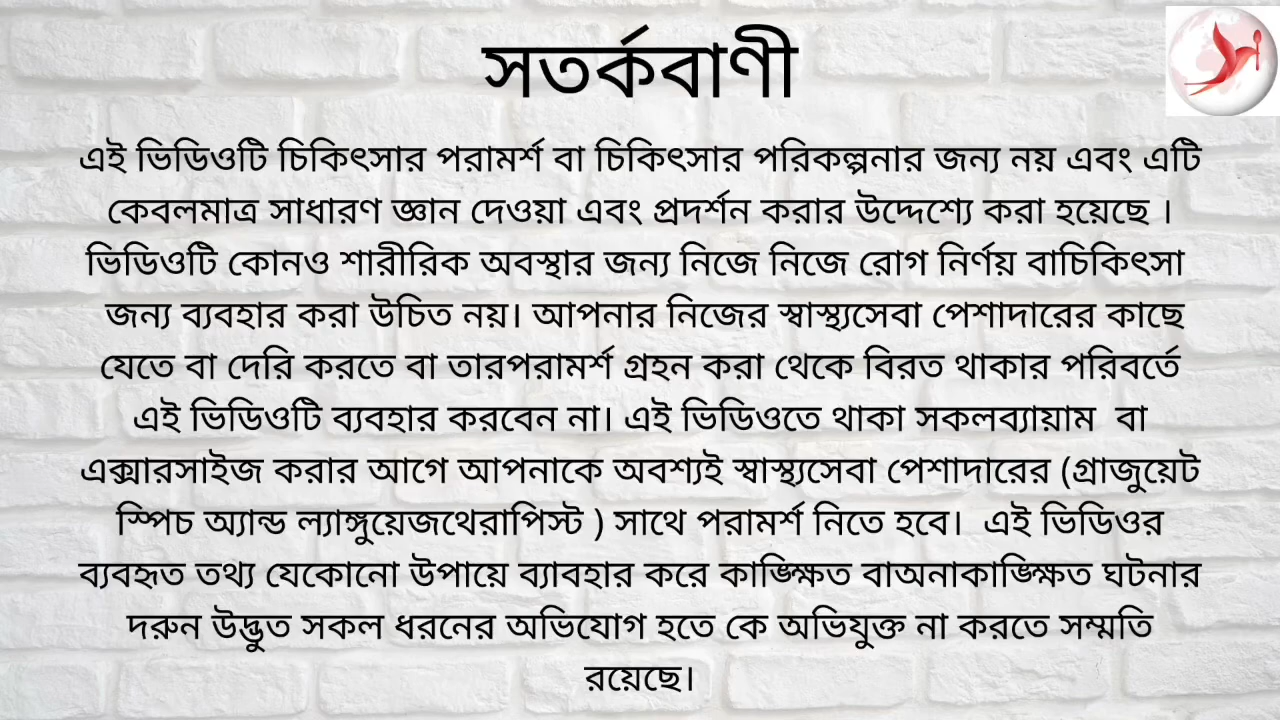 সতর্কবাণী
এই ভিডিওটি চিকিৎসার পরামর্শ বা চিকিৎসার পরিকল্পনার জন্য নয় এবং এটি
কেবলমাত্র সাধারণ জ্ঞান দেওয়া এবং প্রদর্শন করার উদ্দেশ্যে করা হয়েছে ।
ভিডিওটি কোনও শারীরিক অবস্থার জন্য নিজে নিজে রোগ নির্ণয় বাচিকিৎসা
জন্য ব্যবহার করা উচিত নয়। আপনার নিজের স্বাস্থ্যসেবা পেশাদারের কাছে
যেতে বা দেরি করতে বা তারপরামর্শ গ্রহন করা থেকে বিরত থাকার পরিবর্তে
এই ভিডিওটি ব্যবহার করবেন না। এই ভিডিওতে থাকা সকলব্যায়াম  বা
এক্সারসাইজ করার আগে আপনাকে অবশ্যই স্বাস্থ্যসেবা পেশাদারের (গ্রাজুয়েট
স্পিচ অ্যান্ড ল্যাঙ্গুয়েজথেরাপিস্ট ) সাথে পরামর্শ নিতে হবে।  এই ভিডিওর
ব্যবহৃত তথ্য যেকোনো উপায়ে ব্যাবহার করে কাঙ্ক্ষিত বাঅনাকাঙ্ক্ষিত ঘটনার
দরুন উদ্ভুত সকল ধরনের অভিযোগ হতে কে অভিযুক্ত না করতে সম্মতি
রয়েছে।